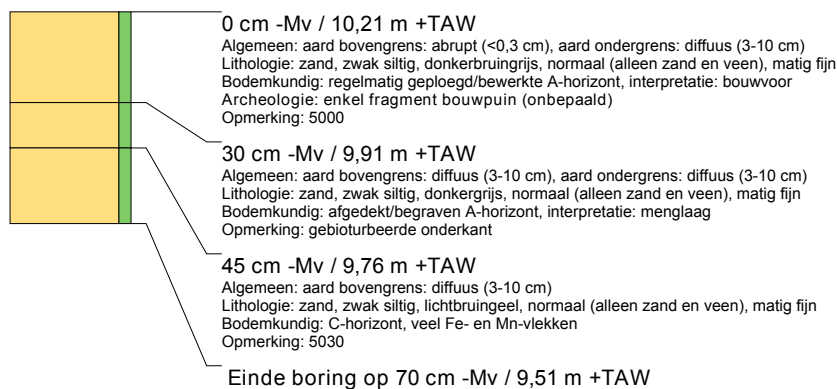 0 cm -Mv / 10,21 m +TAW
Algemeen: aard bovengrens: abrupt (<0,3 cm), aard ondergrens: diffuus (3-10 cm)
Lithologie: zand, zwak siltig, donkerbruingrijs, normaal (alleen zand en veen), matig fijn
Bodemkundig: regelmatig geploegd/bewerkte A-horizont, interpretatie: bouwvoor
Archeologie: enkel fragment bouwpuin (onbepaald)
Opmerking: 5000
30 cm -Mv / 9,91 m +TAW
Algemeen: aard bovengrens: diffuus (3-10 cm), aard ondergrens: diffuus (3-10 cm)
Lithologie: zand, zwak siltig, donkergrijs, normaal (alleen zand en veen), matig fijn
Bodemkundig: afgedekt/begraven A-horizont, interpretatie: menglaag
Opmerking: gebioturbeerde onderkant
45 cm -Mv / 9,76 m +TAW
Algemeen: aard bovengrens: diffuus (3-10 cm)
Lithologie: zand, zwak siltig, lichtbruingeel, normaal (alleen zand en veen), matig fijn
Bodemkundig: C-horizont, veel Fe- en Mn-vlekken
Opmerking: 5030
Einde boring op 70 cm -Mv / 9,51 m +TAW